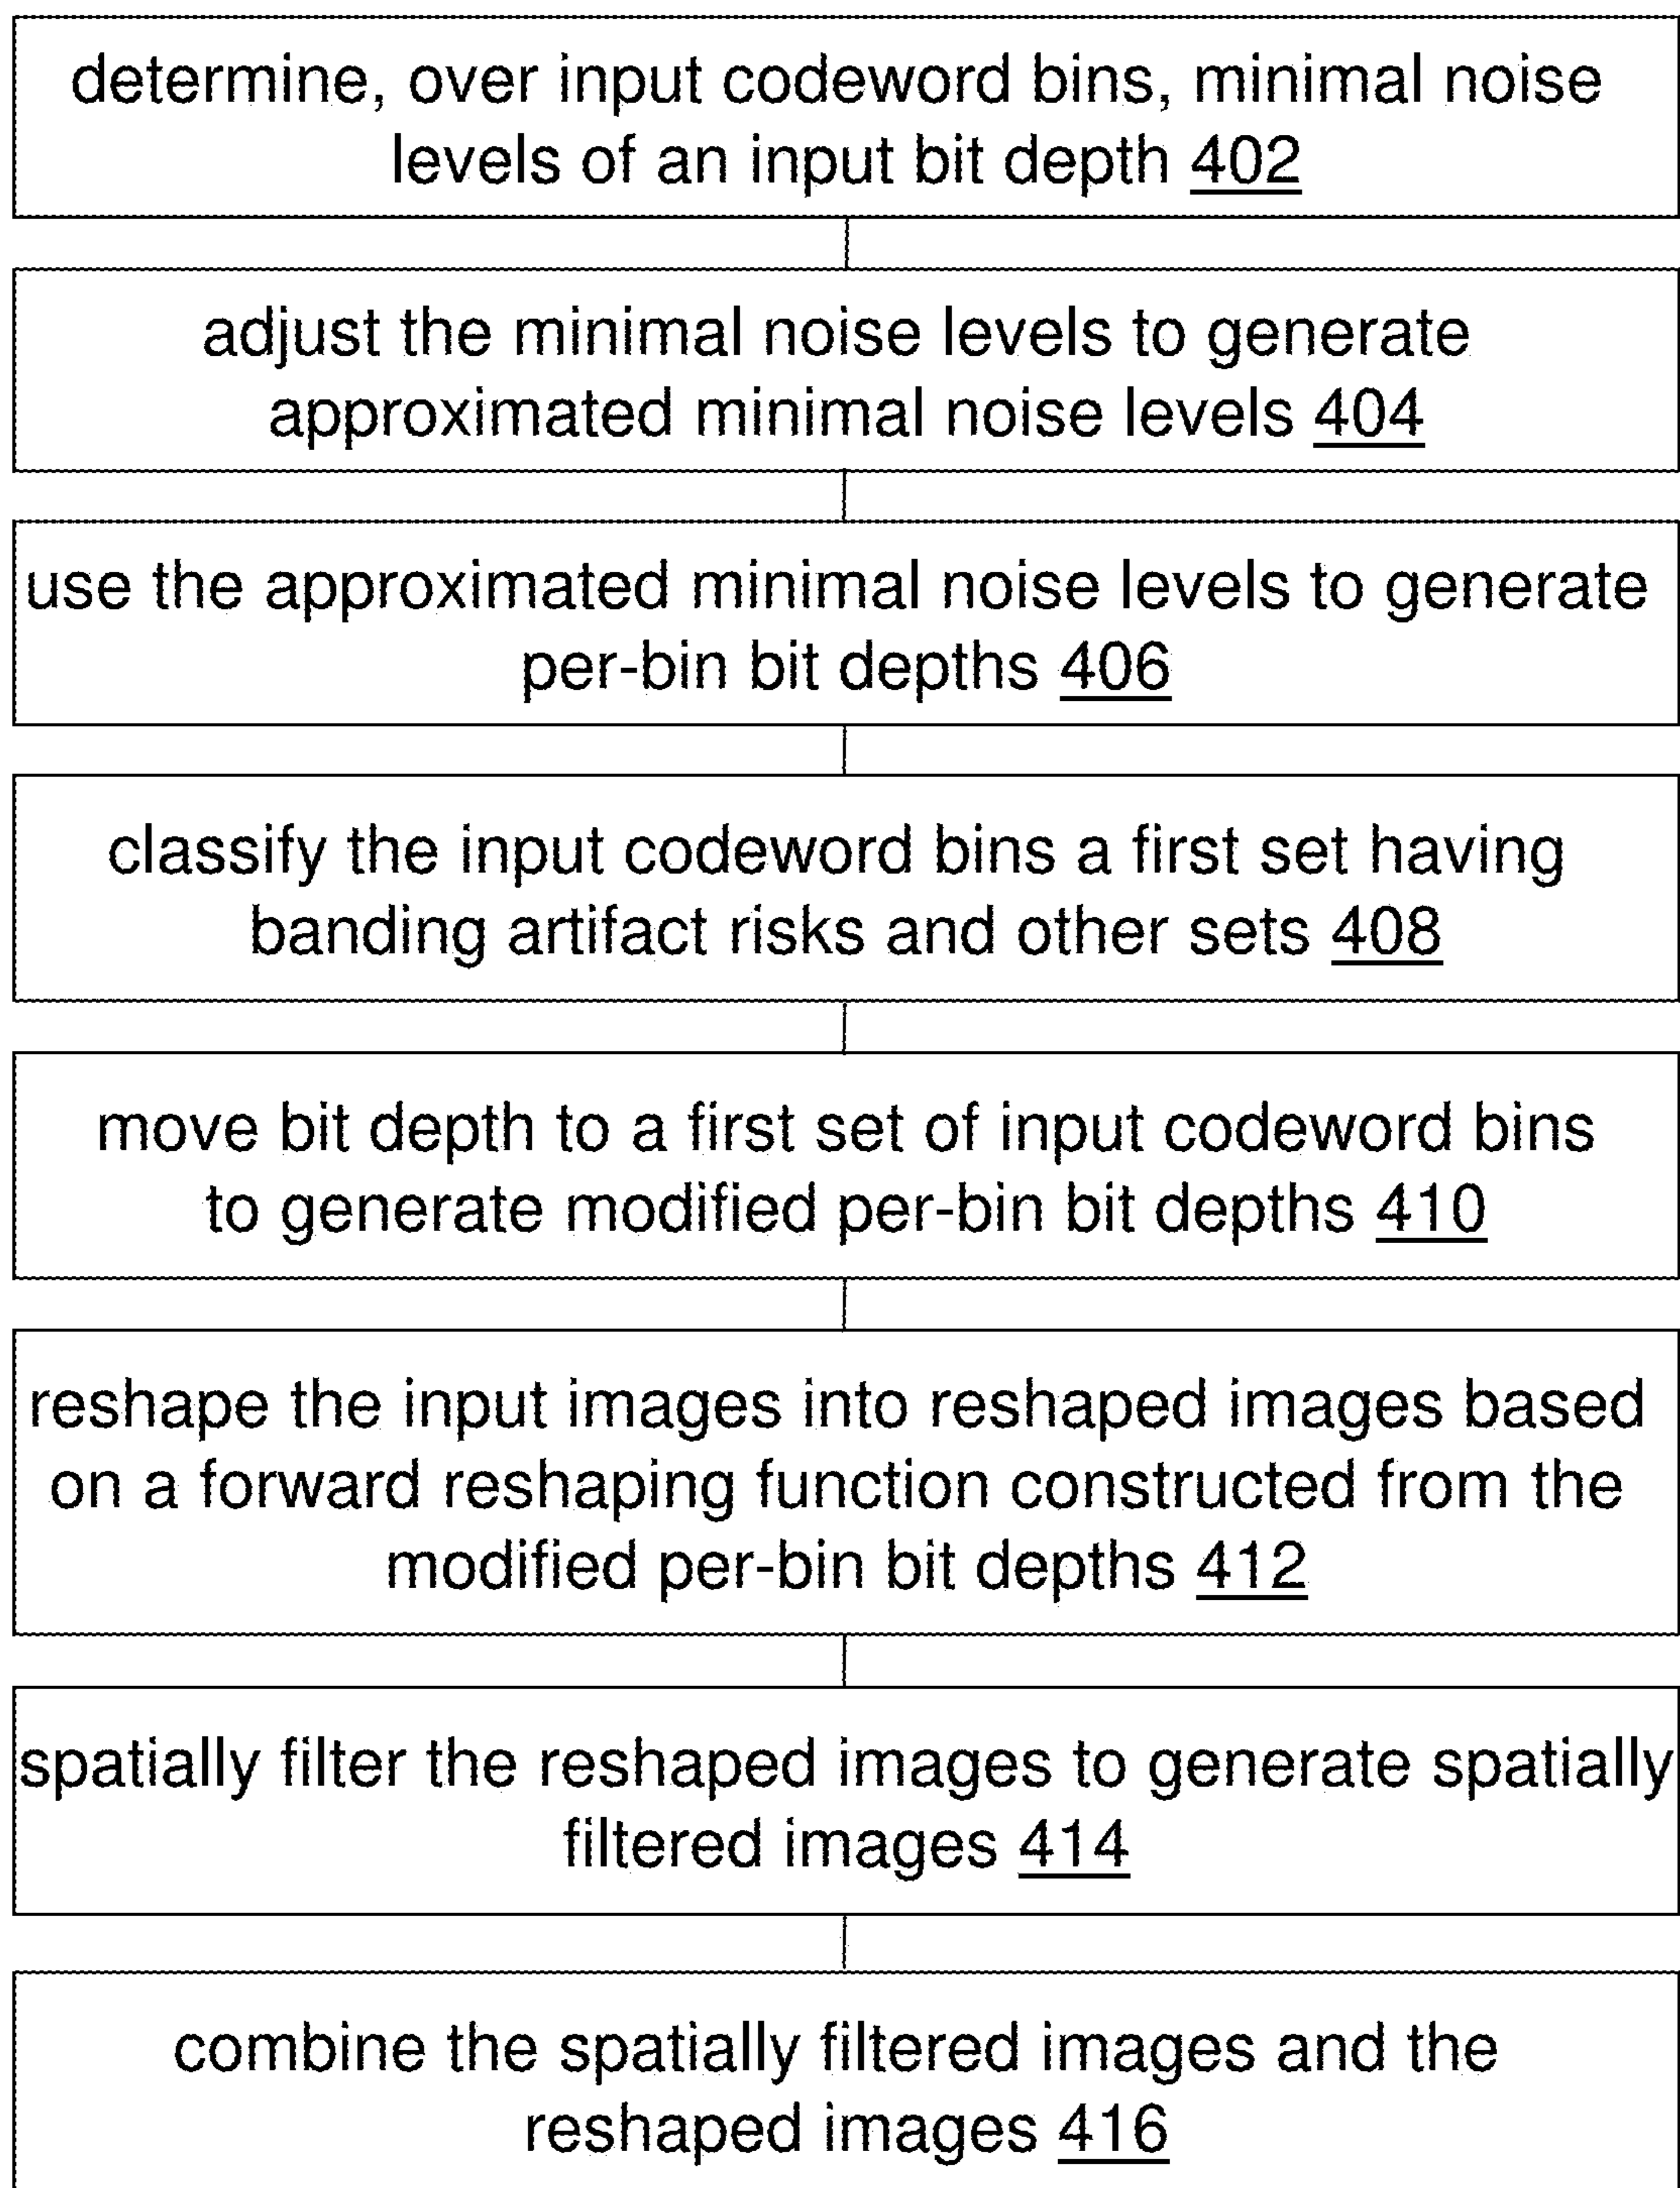 determine, over input codeword bins, minimal noise
levels of an input bit depth 402
adjust the minimal noise levels to generate
approximated minimal noise levels 404
use the approximated minimal noise levels to generate
per-bin bit depths 406
classify the input codeword bins a first set having
banding artifact risks and other sets 408
move bit depth to a first set of input codeword bins
to generate modified per-bin bit depths 410
reshape the input images into reshaped images based
on a forward reshaping function constructed from the
modified per-bin bit depths 412
spatially filter the reshaped images to generate spatially
filtered images 414
combine the spatially filtered images and the
reshaped images 416